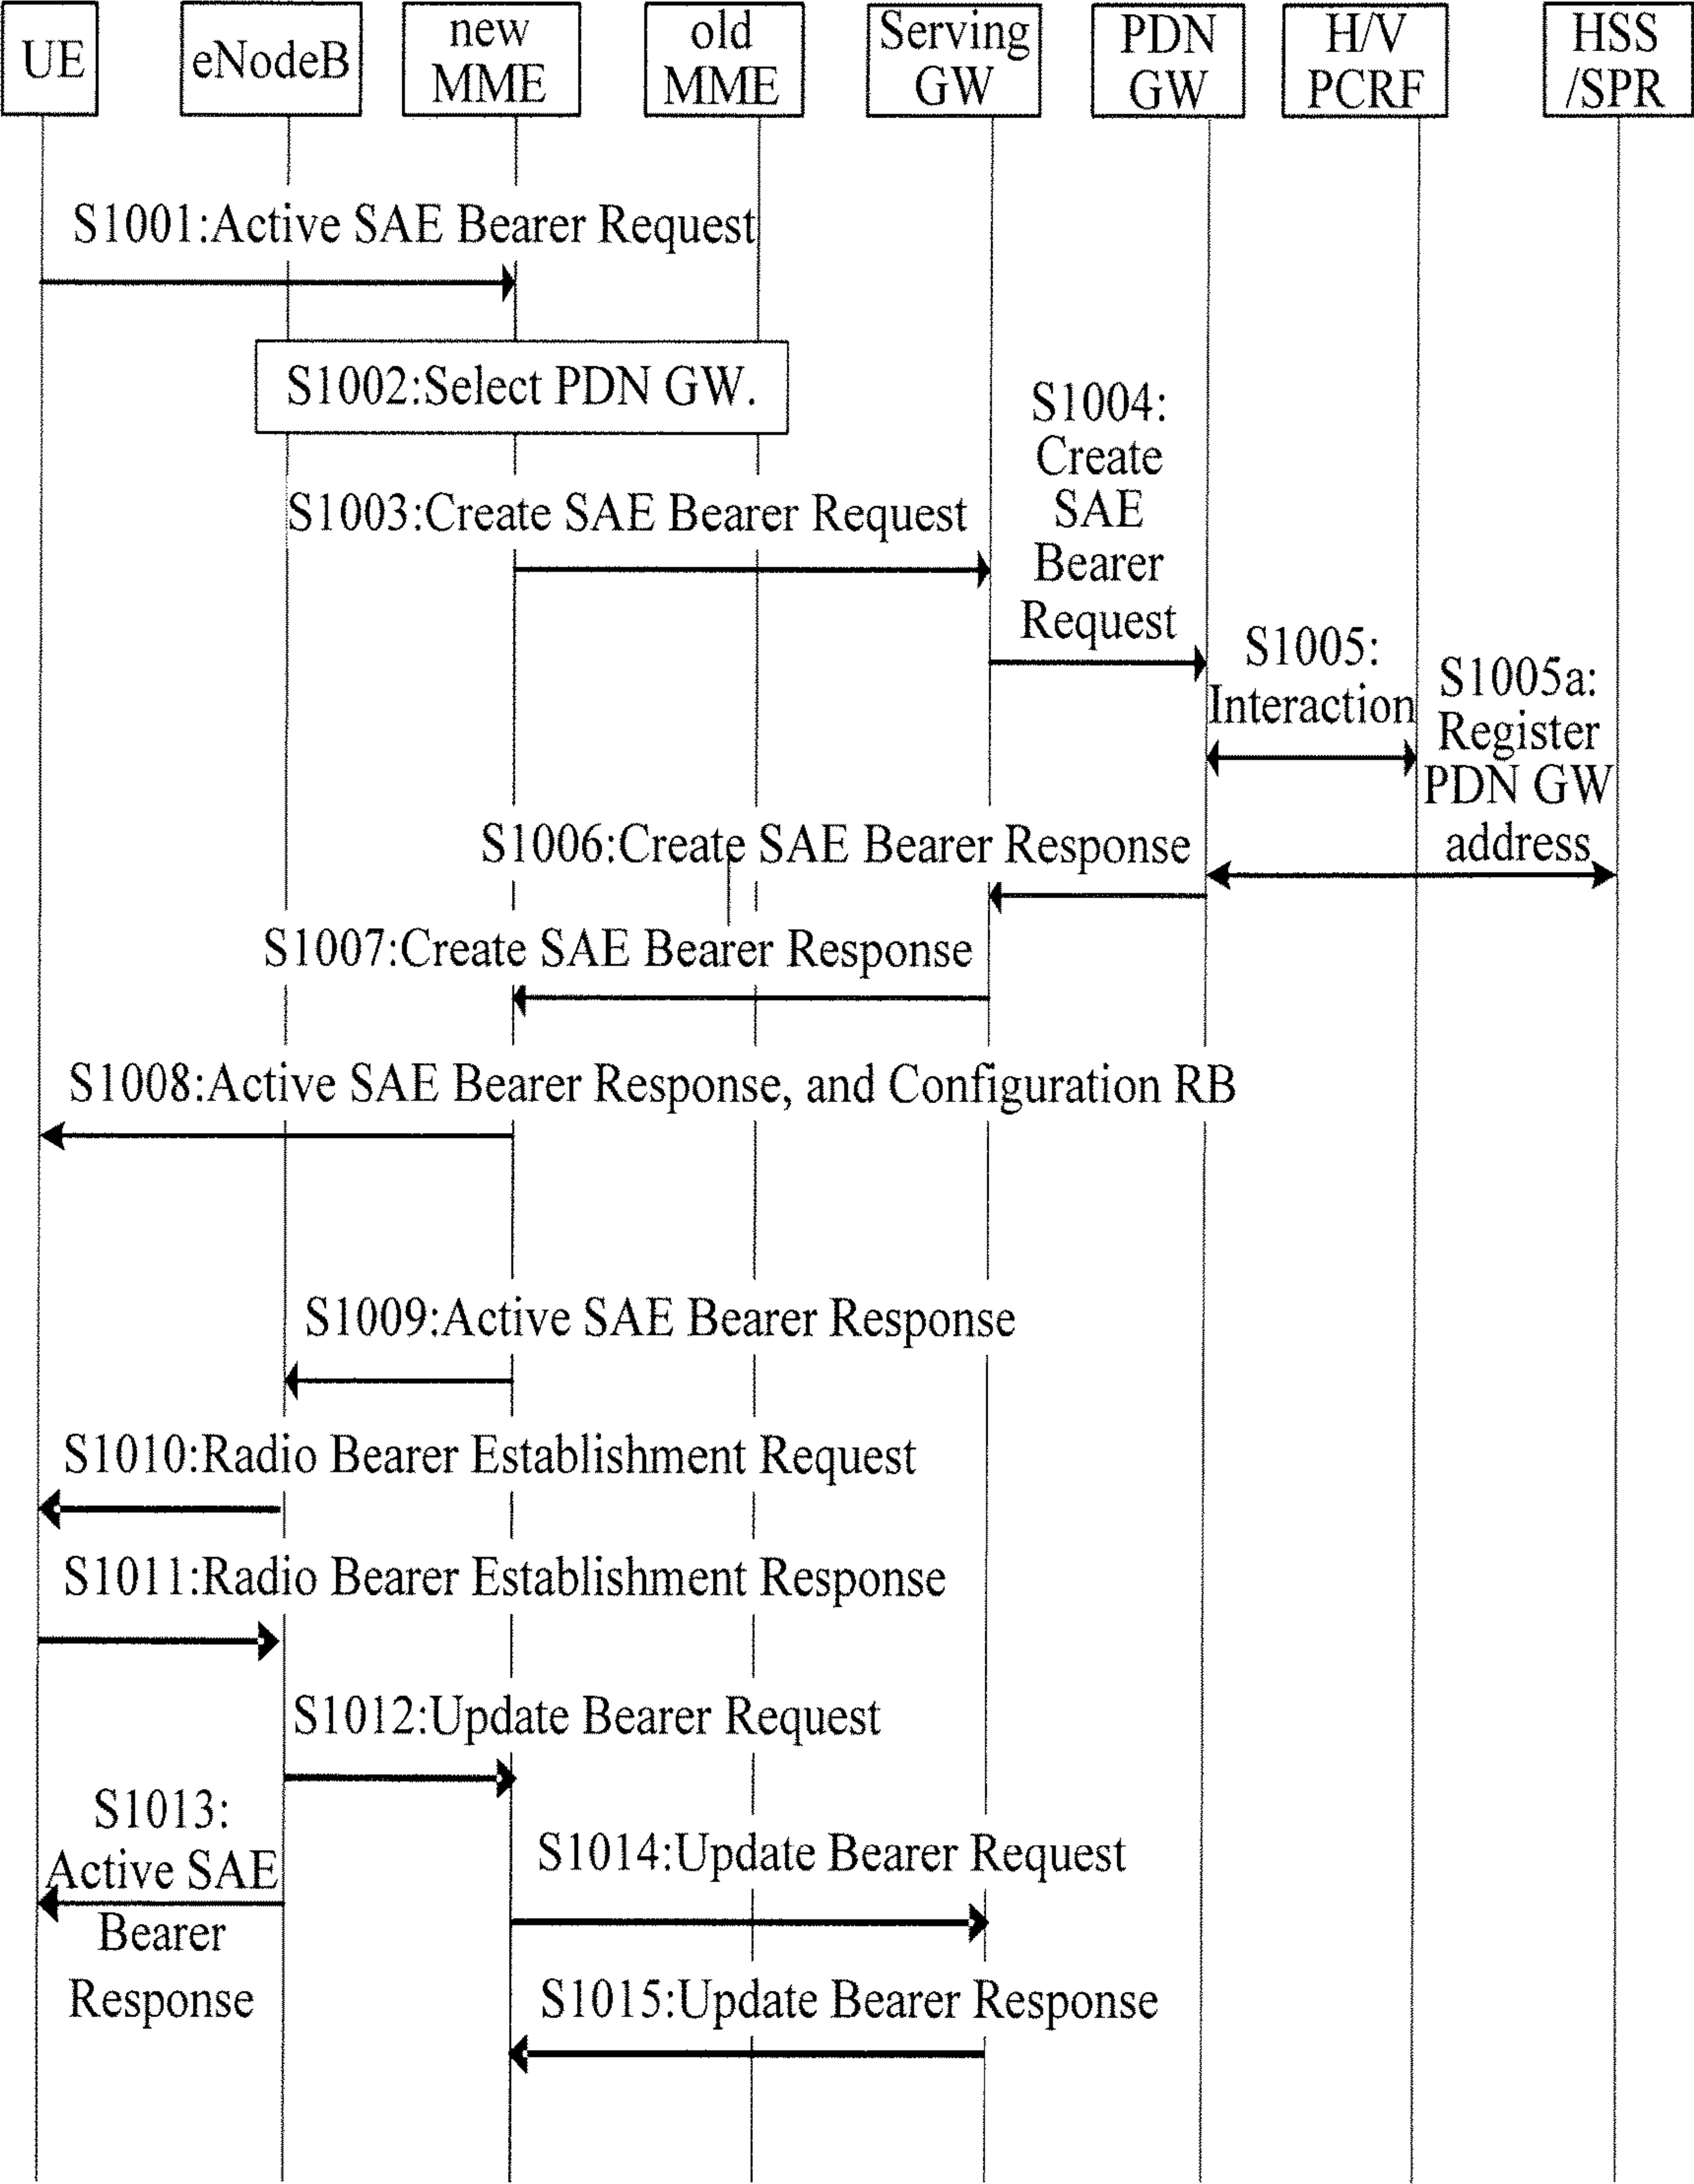 UE
eNodeB
new
MME
old
MME
Serving
GW
PDN
GW
H/V
PCRF
HSS
/SPR
S1001:Active SAE Bearer Request
S1002:Select PDN GW.
S1003:Create SAE Bearer Request
S1004:
Create
SAE
Bearer
Request
S1005:
Interaction
S1005a:
Register
PDN GW
address
S1006:Create SAE Bearer Response
S1007:Create SAE Bearer Response
S1008:Active SAE Bearer Response, and Configuration RB
S1009:Active SAE Bearer Response
S1010:Radio Bearer Establishment Request
S1011:Radio Bearer Establishment Response
S1012:Update Bearer Request
S1013:
Active SAE
Bearer
Response
S1014:Update Bearer Request
S1015:Update Bearer Response